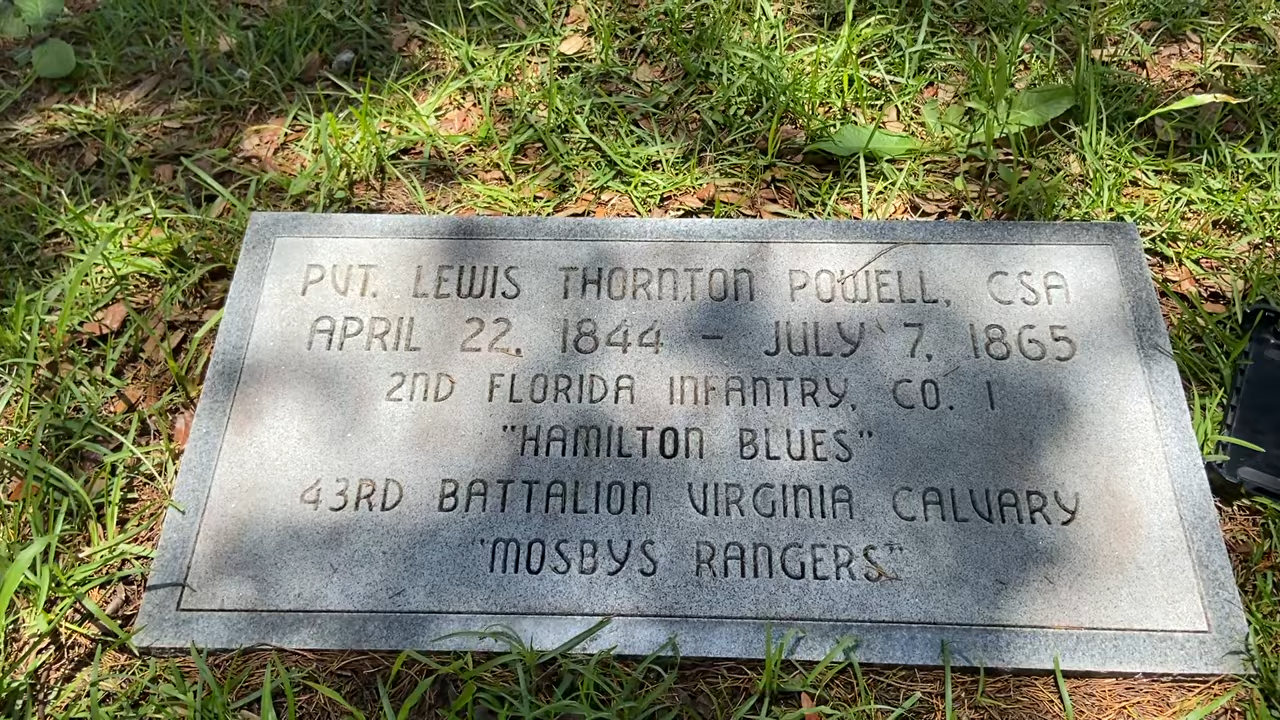 PVT. LEWIS THORNTON POWELL, CSA
APRIL 22, 1844 - JULY 7, 1865
2ND FLORIDA INFANTRY, CO. I
"HAMILTON BLUES"
43RD BATTALION VIRGINIA CALVARY
"MOSBYS RANGERS"